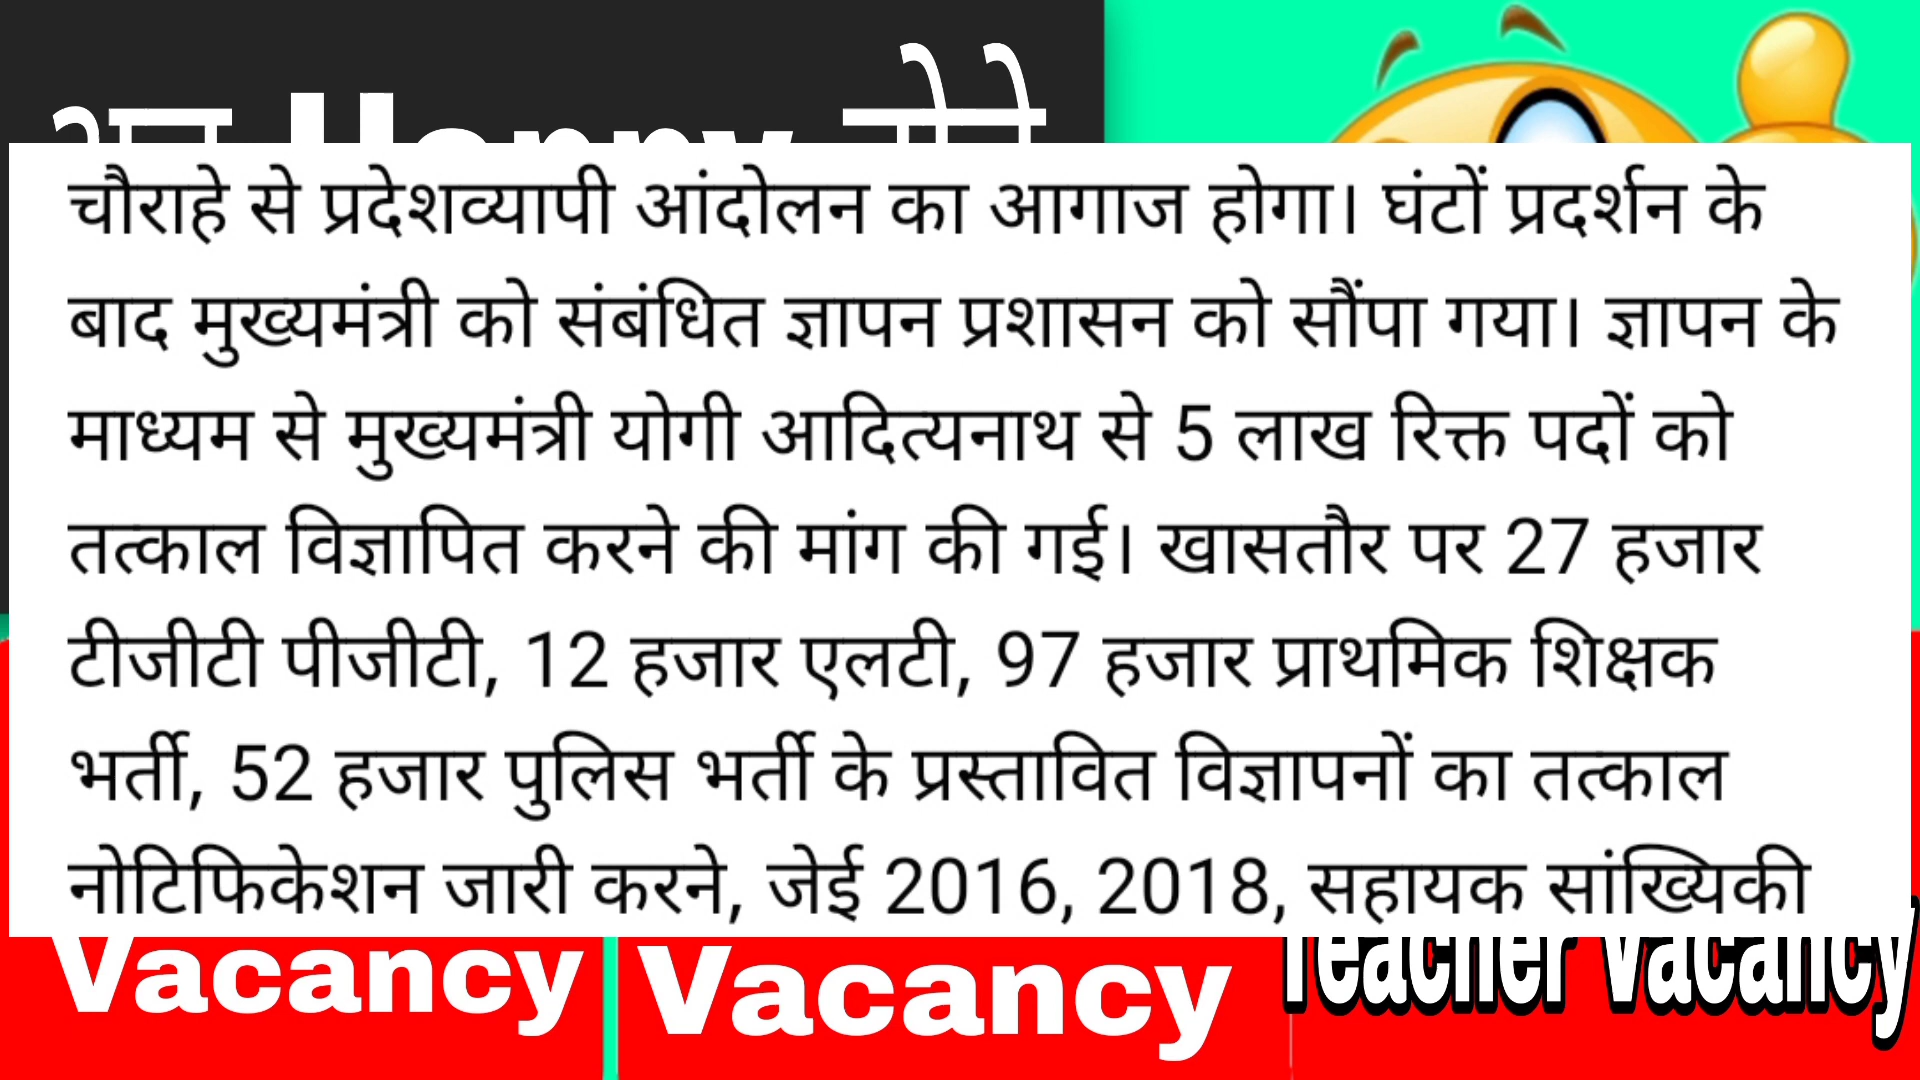 चौराहे से प्रदेशव्यापी आंदोलन का आगाज होगा। घंटों प्रदर्शन के
बाद मुख्यमंत्री को संबंधित ज्ञापन प्रशासन को सौंपा गया। ज्ञापन के
माध्यम से मुख्यमंत्री योगी आदित्यनाथ से 5 लाख रिक्त पदों को
तत्काल विज्ञापित करने की मांग की गई। खासतौर पर 27 हजार
टीजीटी पीजीटी, 12 हजार एलटी, 97 हजार प्राथमिक शिक्षक
भर्ती, 52 हजार पुलिस भर्ती के प्रस्तावित विज्ञापनों का तत्काल
नोटिफिकेशन जारी करने, जेई 2016, 2018, सहायक सांख्यिकी
Vacancy Vacancy Teacher Vacancy